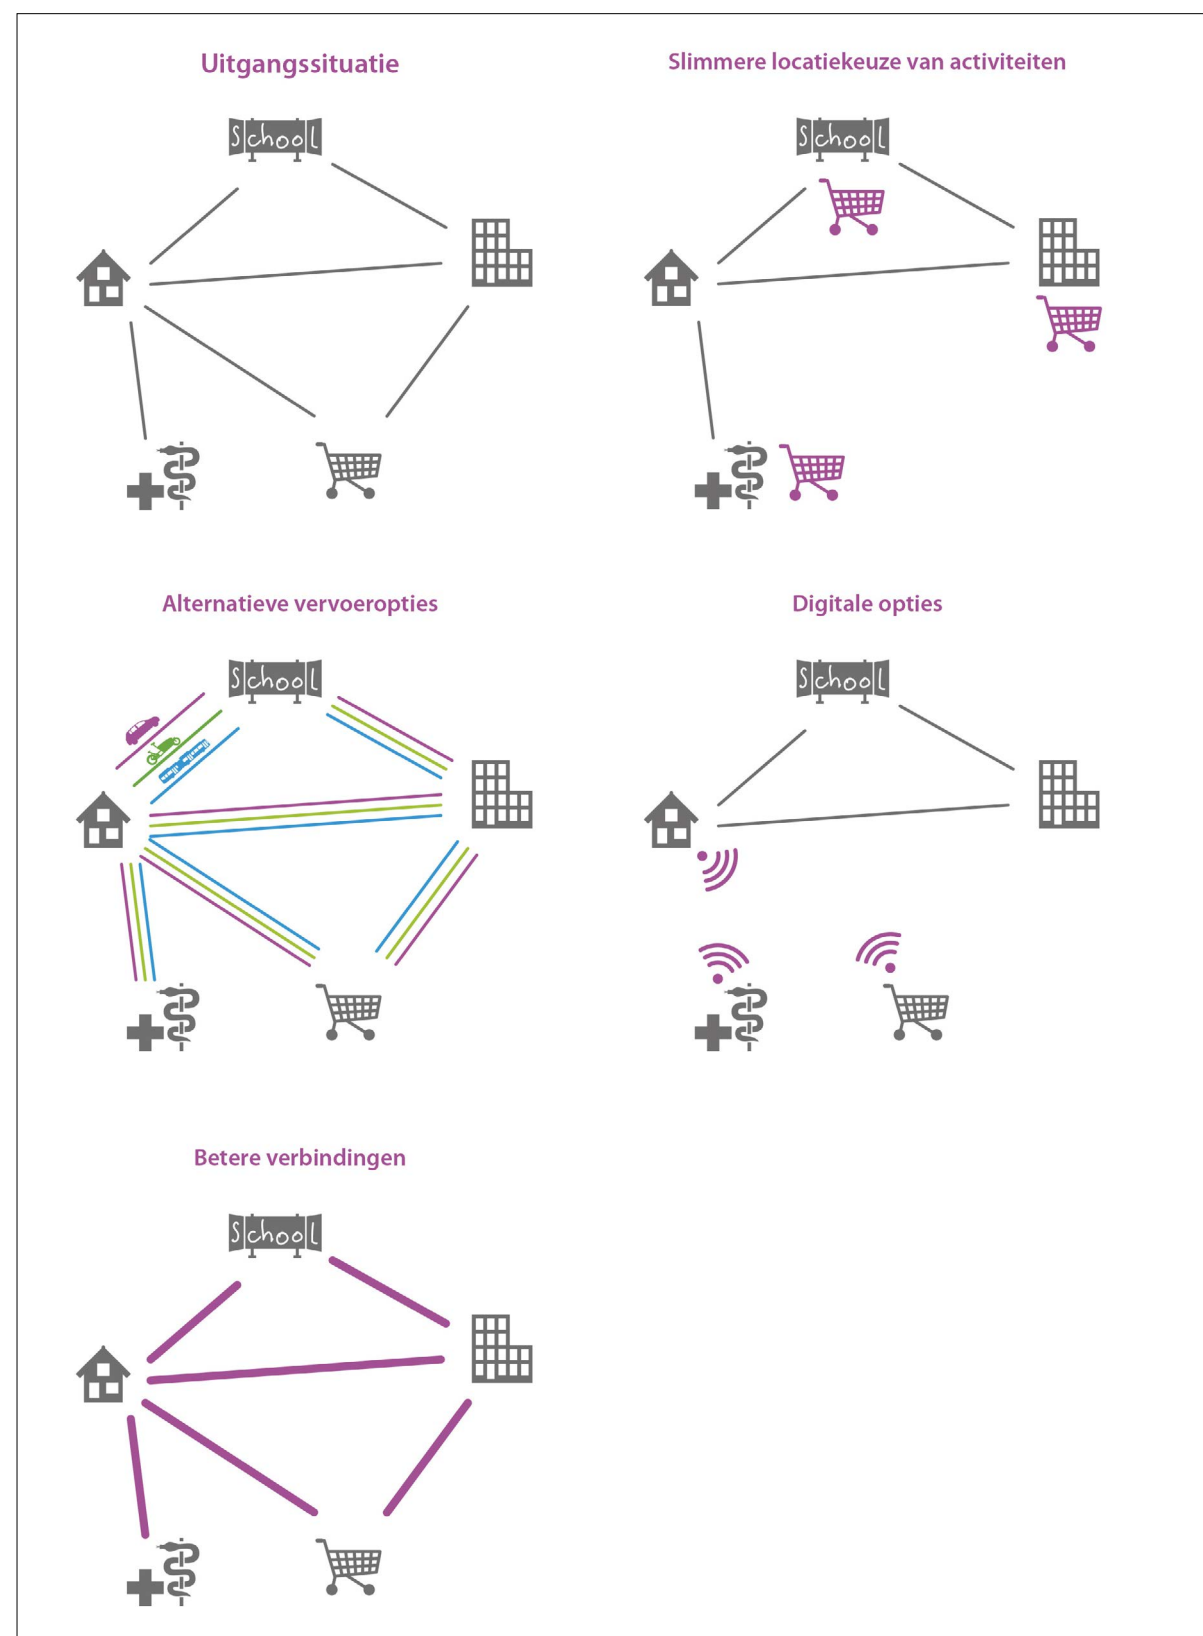 Uitgangssituatie
Slimmere locatiekeuze van activiteiten
School
School
Alternatieve vervoeropties
Digitale opties
School
School
Betere verbindingen
School